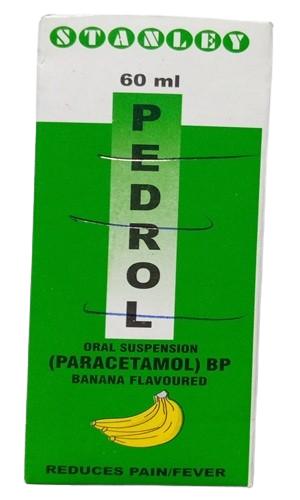 STANLEY
60 ml
PEDROL
ORAL SUSPENSION
(PARACETAMOL) BP
BANANA FLAVOURED
REDUCES PAIN/FEVER